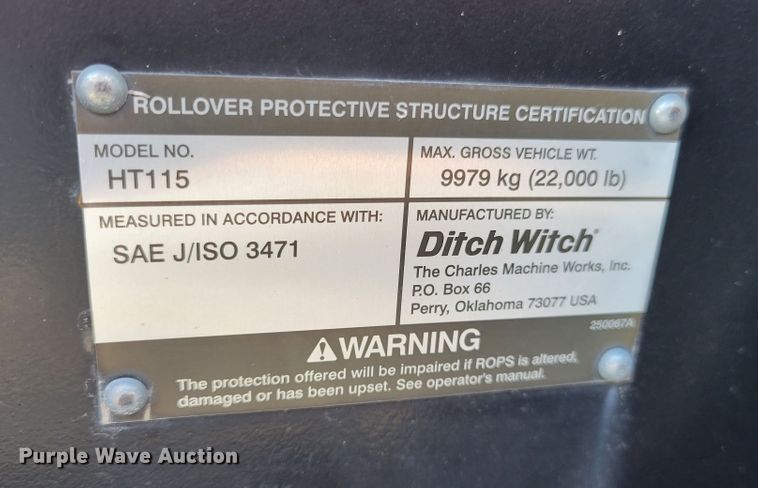 ROLLOVER PROTECTIVE STRUCTURE CERTIFICATION
MODEL NO.
HT115
MAX. GROSS VEHICLE WT.
9979 kg (22,000 lb)
MEASURED IN ACCORDANCE WITH:
SAE J/ISO 3471
MANUFACTURED BY:
Ditch Witch®
The Charles Machine Works, Inc.
P.O. Box 66
Perry, Oklahoma 73077 USA
250067A
⚠WARNING
The protection offered will be impaired if ROPS is altered,
damaged or has been upset. See operator's manual.
Purple Wave Auction